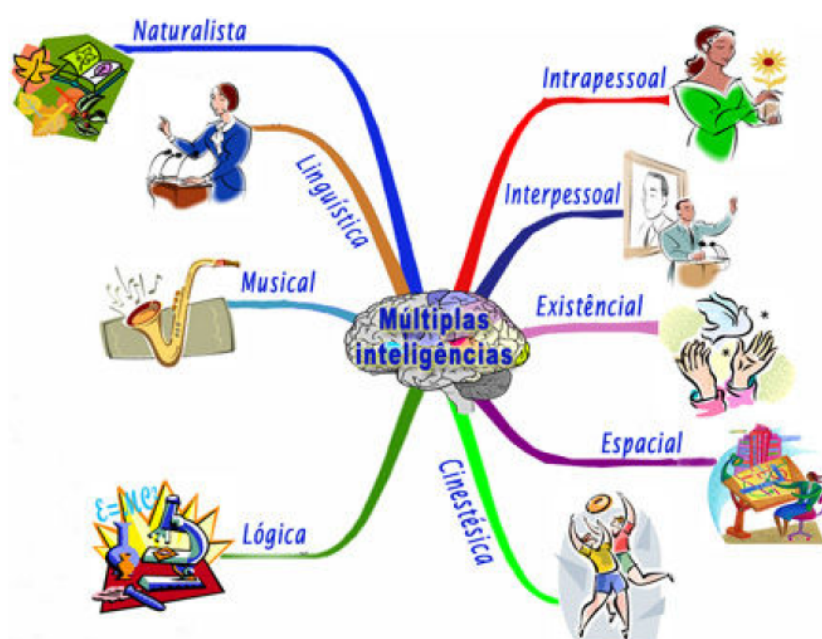 Naturalista
Linguística
Musical
Lógica
Múltiplas
inteligências
Intrapessoal
Interpessoal
Existêncial
Espacial
Cinestésica
E=MC²